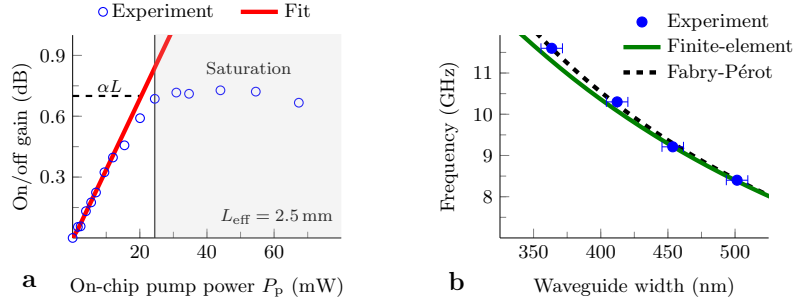 Experiment Fit
On/off gain (dB)
0.9
0.6
0.3
αL
Saturation
L_eff = 2.5 mm
0 20 40 60
On-chip pump power P_p (mW)
a
Experiment
Finite-element
Fabry-Pérot
Frequency (GHz)
11
10
9
8
350 400 450 500
Waveguide width (nm)
b